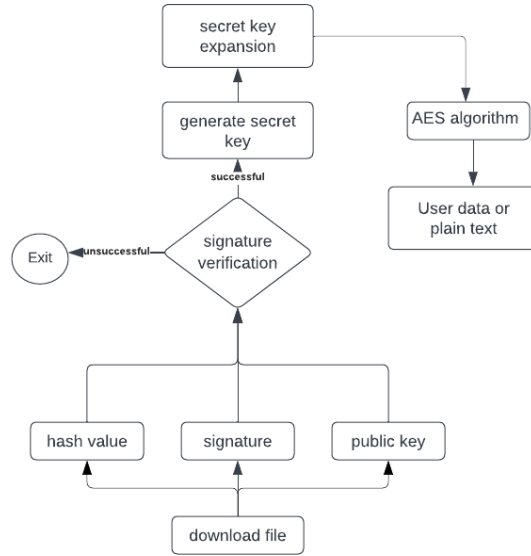 secret key
expansion
generate secret
key
AES algorithm
successful
User data or
plain text
signature
verification
unsuccessful
Exit
hash value
signature
public key
download file